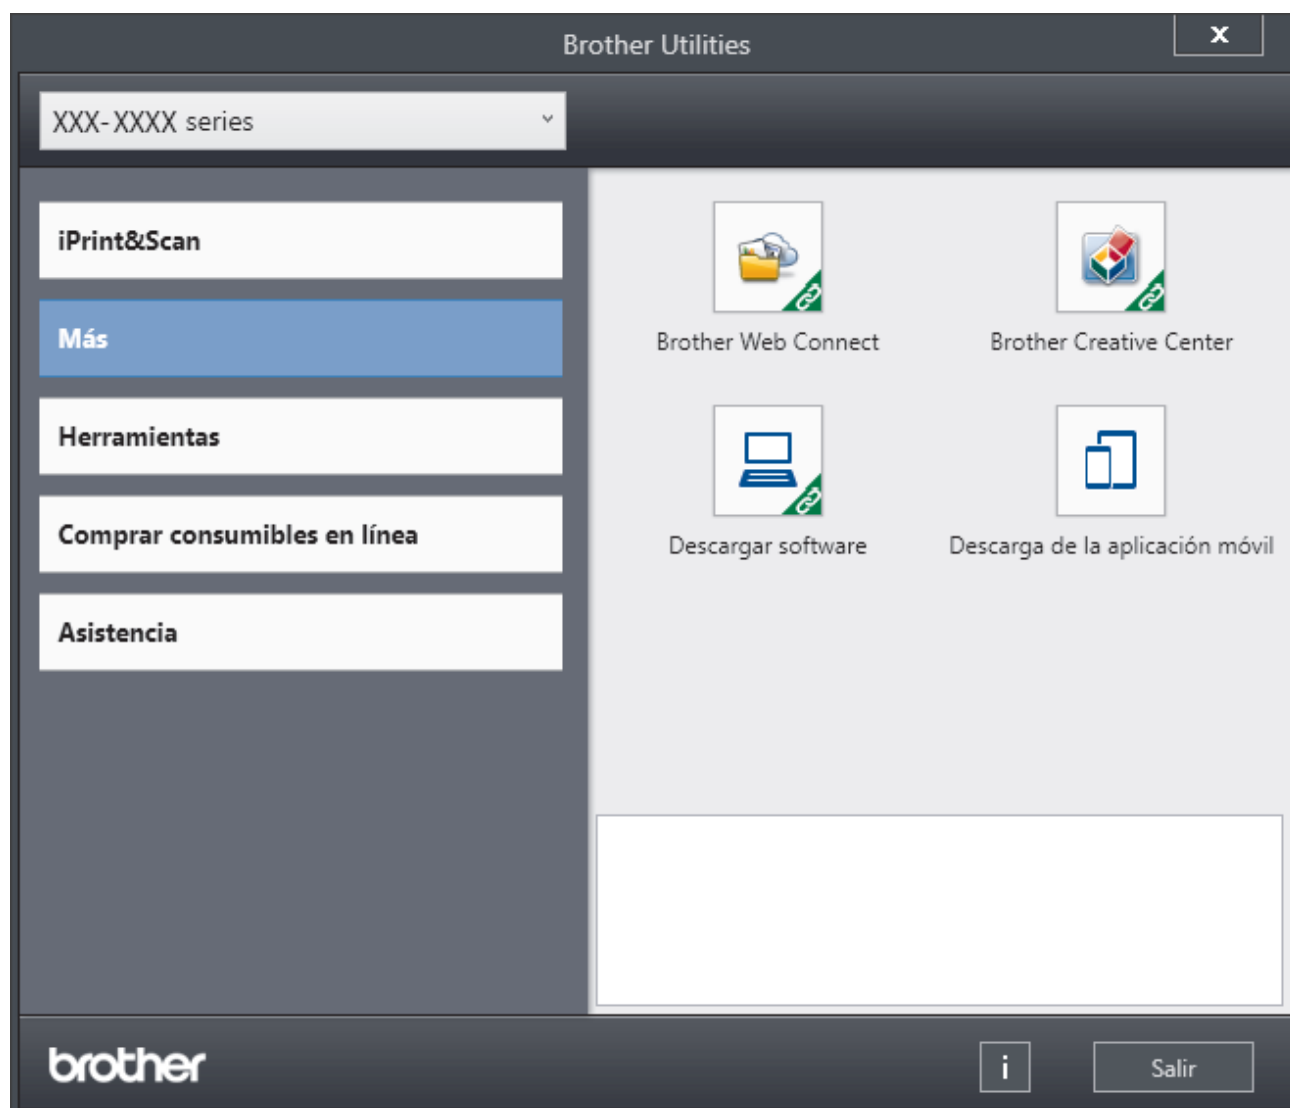 Brother Utilities
x
XXX-XXXX series
iPrint&Scan
Más
Herramientas
Comprar consumibles en línea
Asistencia
Brother Web Connect
Brother Creative Center
Descargar software
Descarga de la aplicación móvil
brother
i
Salir